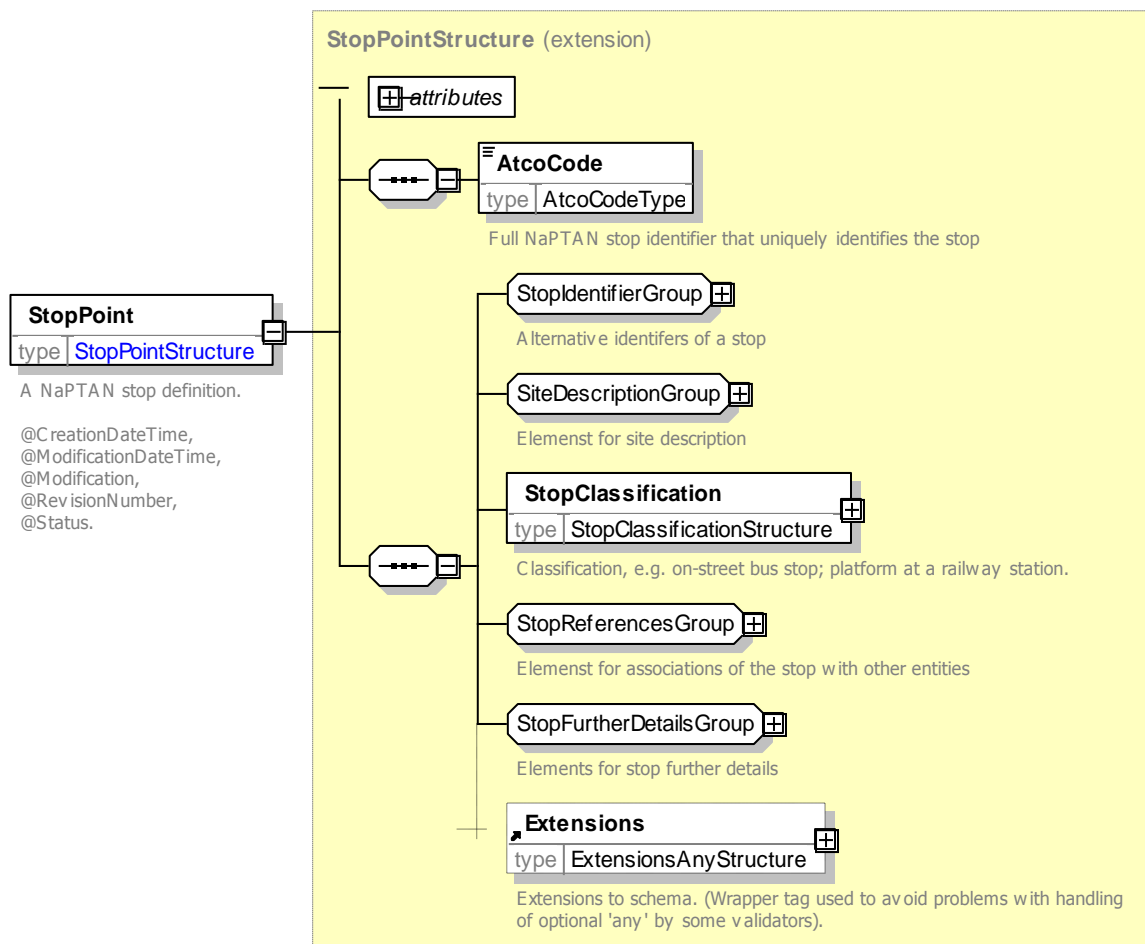 StopPointStructure (extension)
attributes
AtcoCode
type AtcoCodeType
Full NaPTAN stop identifier that uniquely identifies the stop
StopIdentifierGroup
Alternative identifers of a stop
StopPoint
type StopPointStructure
A NaPTAN stop definition.
@CreationDateTime,
@ModificationDateTime,
@Modification,
@RevisionNumber,
@Status.
SiteDescriptionGroup
Elemenst for site description
StopClassification
type StopClassificationStructure
Classification, e.g. on-street bus stop; platform at a railway station.
StopReferencesGroup
Elemenst for associations of the stop with other entities
StopFurtherDetailsGroup
Elements for stop further details
Extensions
type ExtensionsAnyStructure
Extensions to schema. (Wrapper tag used to avoid problems with handling
of optional 'any' by some validators).